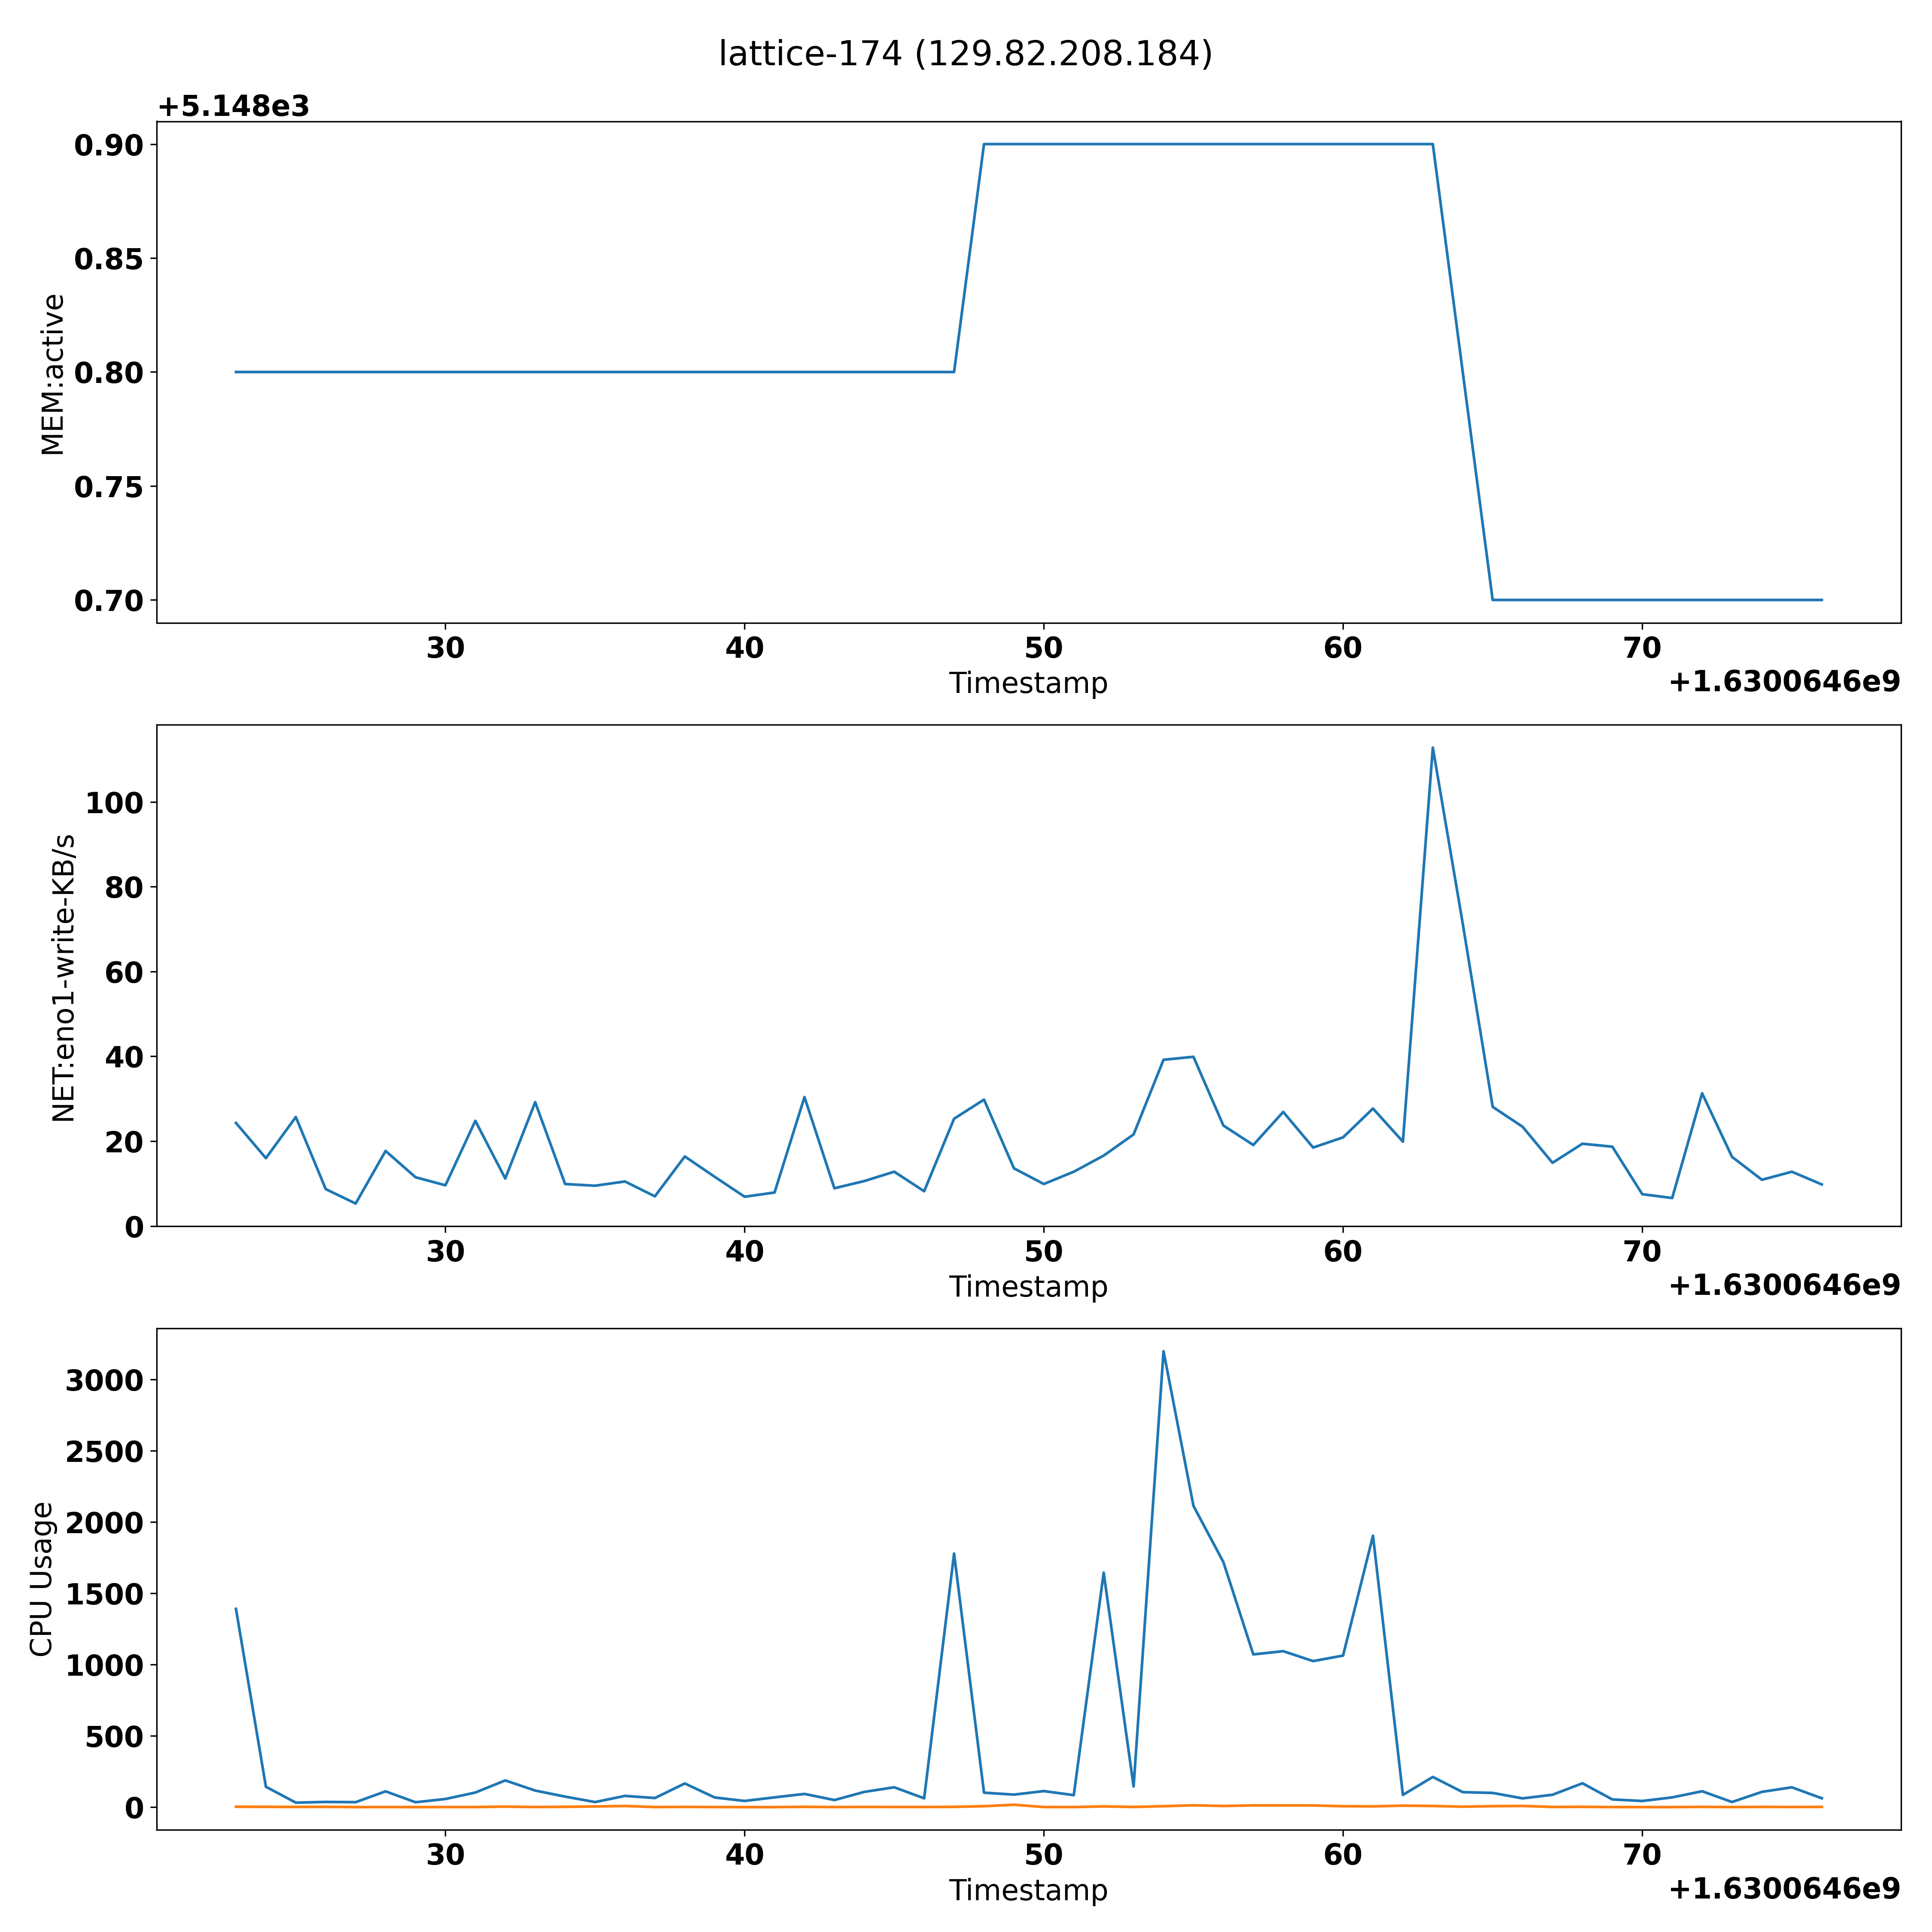 lattice-174 (129.82.208.184)
+5.148e3
0.90
0.85
0.80
0.75
0.70
MEM:active
30 40 50 60 70
Timestamp
+1.6300646e9
100
80
60
40
20
0
NET:eno1-write-KB/s
30 40 50 60 70
Timestamp
+1.6300646e9
3000
2500
2000
1500
1000
500
0
CPU Usage
30 40 50 60 70
Timestamp
+1.6300646e9